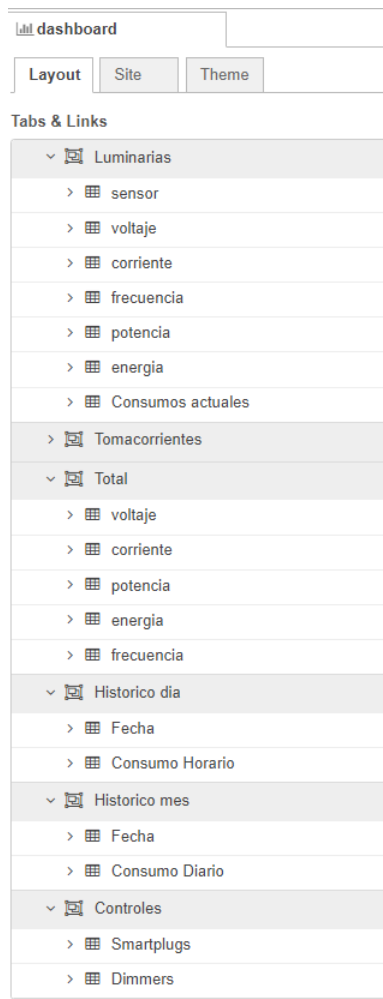 dashboard
Layout Site Theme
Tabs & Links
Luminarias
sensor
voltaje
corriente
frecuencia
potencia
energia
Consumos actuales
Tomacorrientes
Total
voltaje
corriente
potencia
energia
frecuencia
Historico dia
Fecha
Consumo Horario
Historico mes
Fecha
Consumo Diario
Controles
Smartplugs
Dimmers